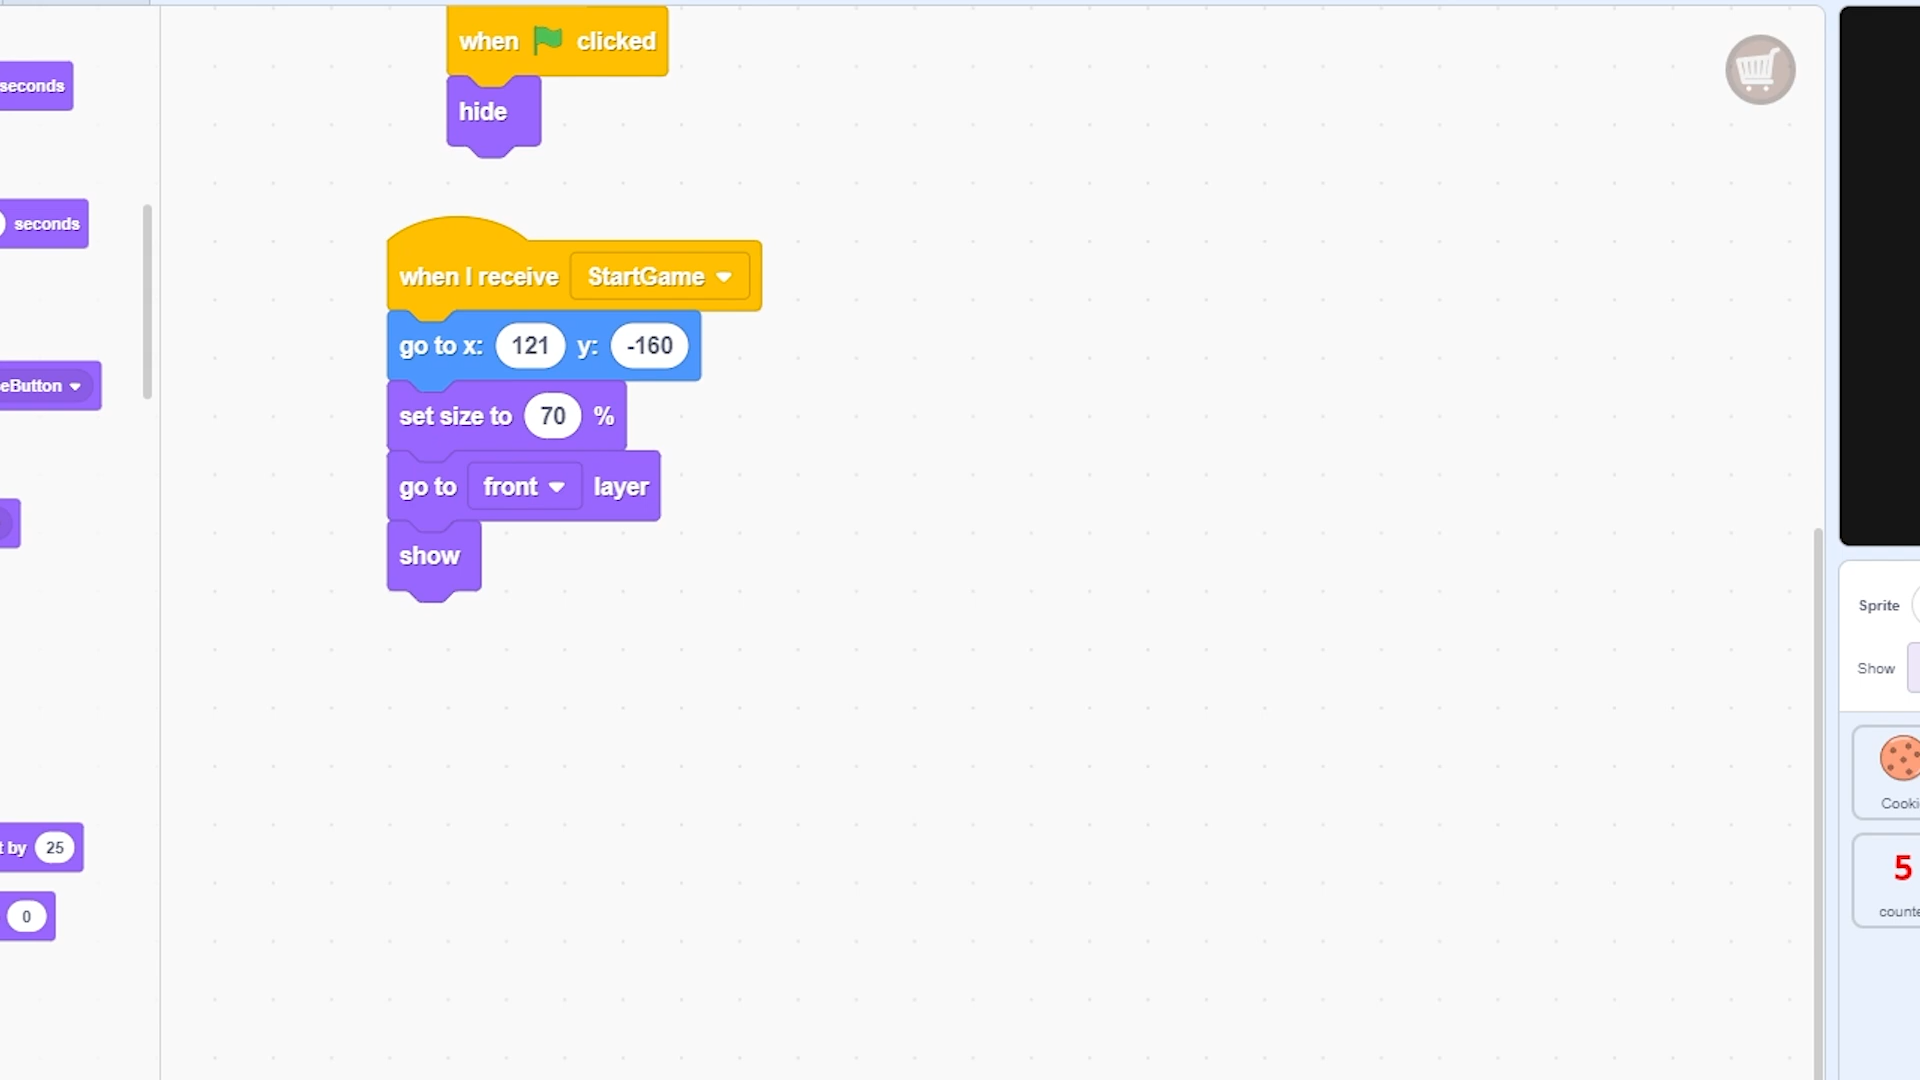 when clicked
hide
seconds
seconds
when I receive StartGame
go to x: 121 y: -160
set size to 70 %
eButton
go to front layer
show
t by 25
0
Sprite
Show
Cooki
5
counte